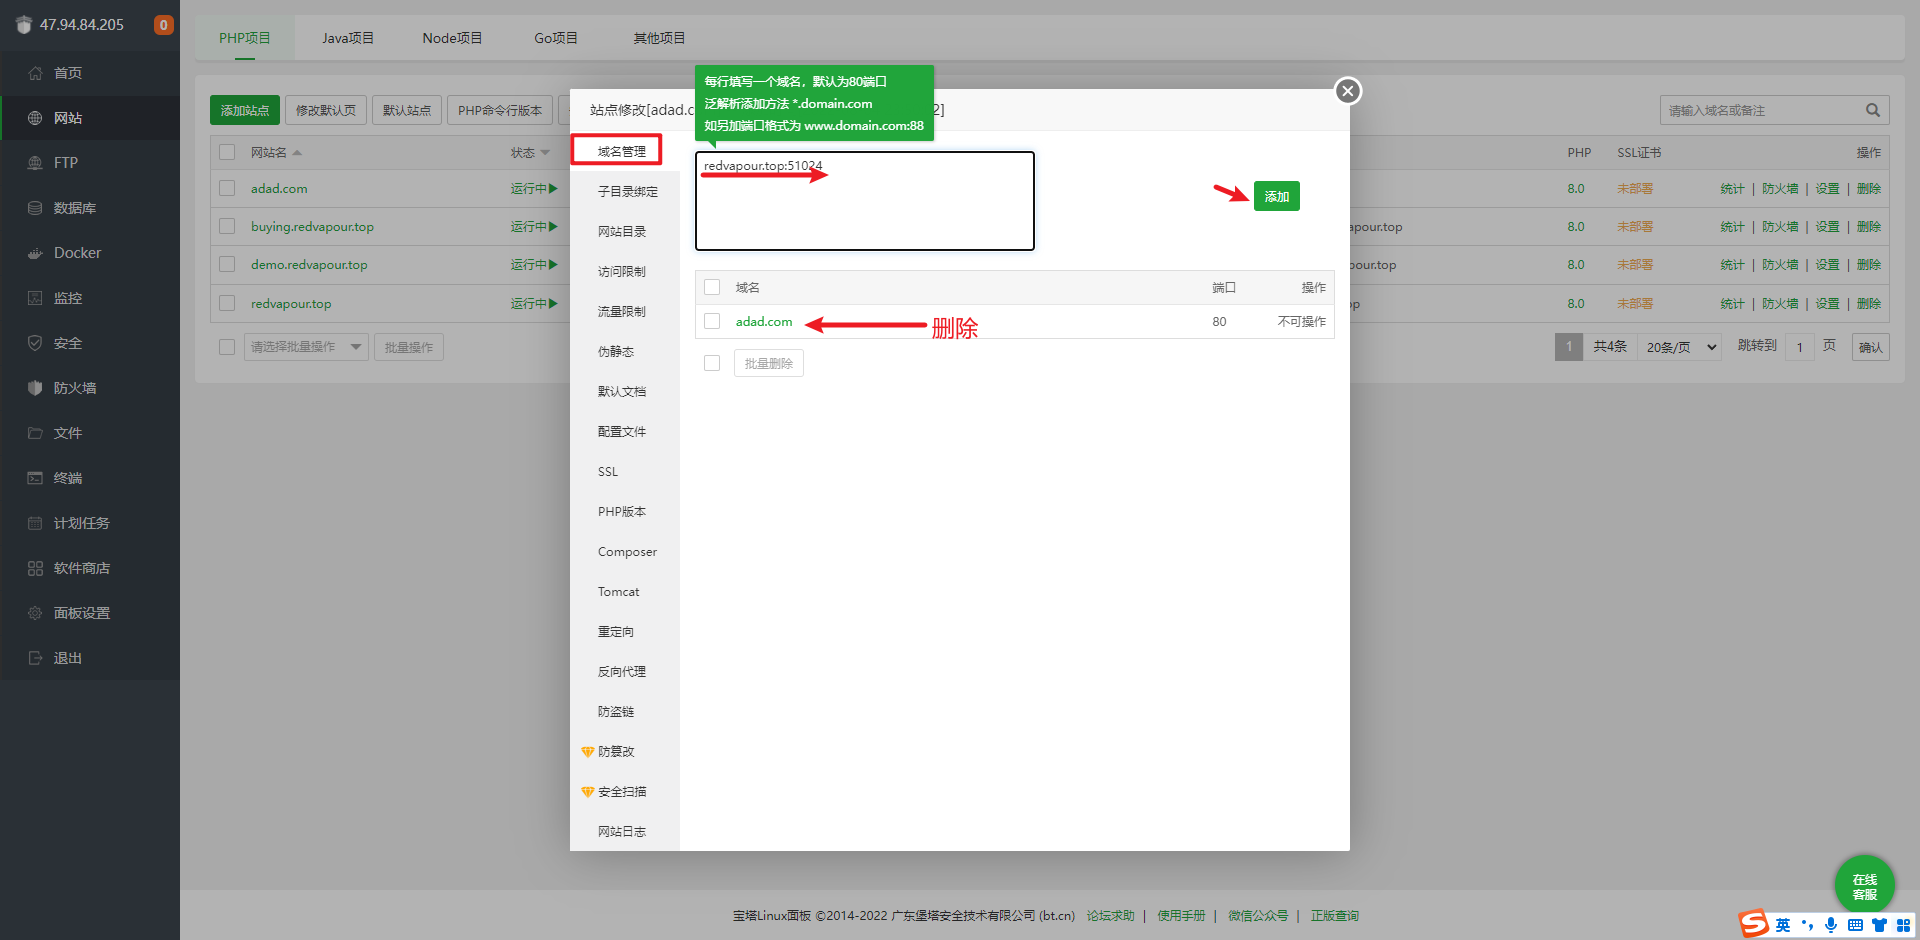 47.94.84.205
0
首页
网站
FTP
数据库
Docker
监控
安全
防火墙
文件
终端
计划任务
软件商店
面板设置
退出
PHP项目
Java项目
Node项目
Go项目
其他项目
添加站点
修改默认页
默认站点
PHP命令行版本
请输入域名或备注
网站名
状态
PHP
SSL证书
操作
adad.com
运行中
8.0
未部署
统计 | 防火墙 | 设置 | 删除
buying.redvapour.top
运行中
apour.top
8.0
未部署
统计 | 防火墙 | 设置 | 删除
demo.redvapour.top
运行中
pour.top
8.0
未部署
统计 | 防火墙 | 设置 | 删除
redvapour.top
运行中
p
8.0
未部署
统计 | 防火墙 | 设置 | 删除
请选择批量操作
批量操作
1
共4条
20条/页
跳转到
1
页
确认
每行填写一个域名，默认为80端口
泛解析添加方法 *.domain.com
如另加端口格式为 www.domain.com:88
站点修改[adad.c
2]
域名管理
子目录绑定
网站目录
访问限制
流量限制
伪静态
默认文档
配置文件
SSL
PHP版本
Composer
Tomcat
重定向
反向代理
防盗链
防篡改
安全扫描
网站日志
redvapour.top:51024
添加
域名
端口
操作
adad.com
删除
80
不可操作
批量删除
宝塔Linux面板 ©2014-2022 广东堡塔安全技术有限公司 (bt.cn) 论坛求助 | 使用手册 | 微信公众号 | 正版查询
在线
客服
S
英